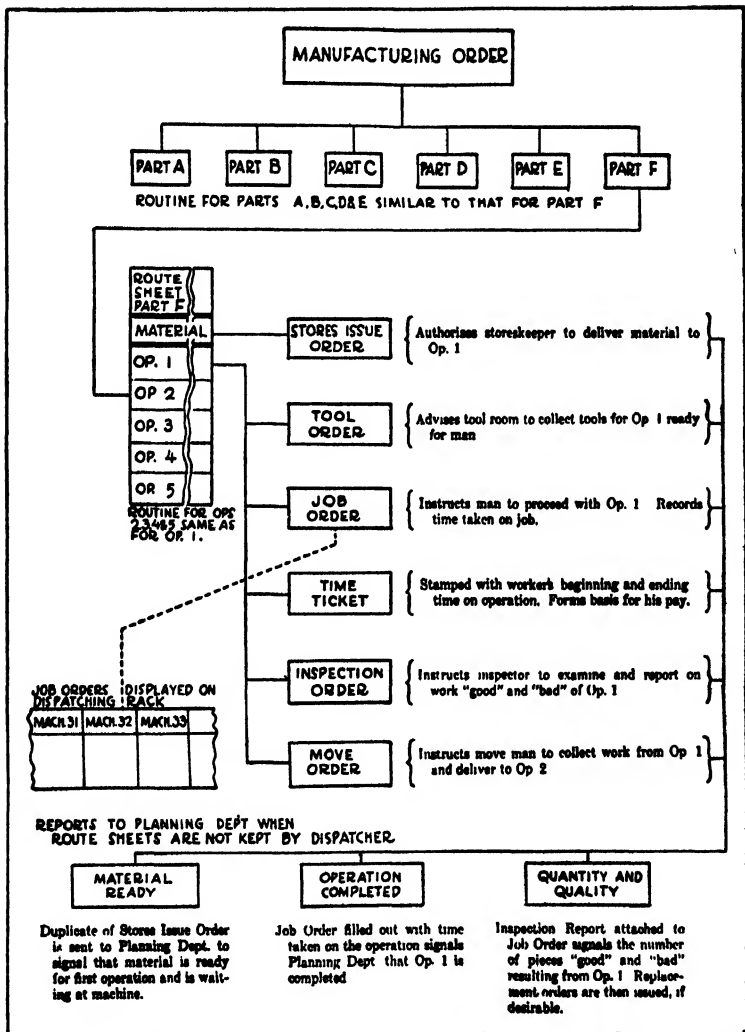 MANUFACTURING ORDER
PART A
PART B
PART C
PART D
PART E
PART F
ROUTINE FOR PARTS A,B,C,D&E SIMILAR TO THAT FOR PART F
ROUTE
SHEET
PART F
MATERIAL
OP. 1
OP 2
OP. 3
OP. 4
OR 5
ROUTINE FOR OPS
2,3,4&5 SAME AS
FOR OP. 1.
STORES ISSUE
ORDER
Authorizes storeskeeper to deliver material to
Op. 1
TOOL
ORDER
Advises tool room to collect tools for Op 1 ready
for man
JOB
ORDER
Instructs man to proceed with Op. 1 Records
time taken on job.
TIME
TICKET
Stamped with workers beginning and ending
time on operation. Forms basis for his pay.
INSPECTION
ORDER
Instructs inspector to examine and report on
work "good" and "bad" of Op. 1
MOVE
ORDER
Instructs move man to collect work from Op 1
and deliver to Op 2
JOB ORDERS DISPLAYED ON
DISPATCHING RACK
MACH.31 MACH.32 MACH.33
REPORTS TO PLANNING DEP'T WHEN
ROUTE SHEETS ARE NOT KEPT BY DISPATCHER
MATERIAL
READY
Duplicate of Stores Issue Order
is sent to Planning Dept. to
signal that material is ready
for first operation and is wait-
ing at machine.
OPERATION
COMPLETED
Job Order filled out with time
taken on the operation signals
Planning Dept that Op. 1 is
completed
QUANTITY AND
QUALITY
Inspection Report attached to
Job Order signals the number
of pieces "good" and "bad"
resulting from Op. 1 Replace-
ment orders are then issued, if
desirable.